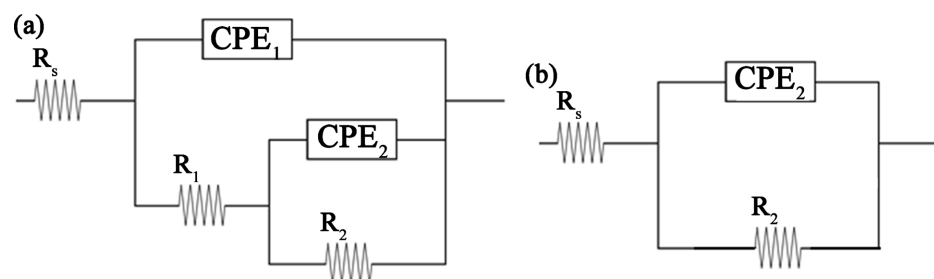 (a)
CPE₁
Rₛ
CPE₂
R₁
R₂
(b)
CPE₂
Rₛ
R₂